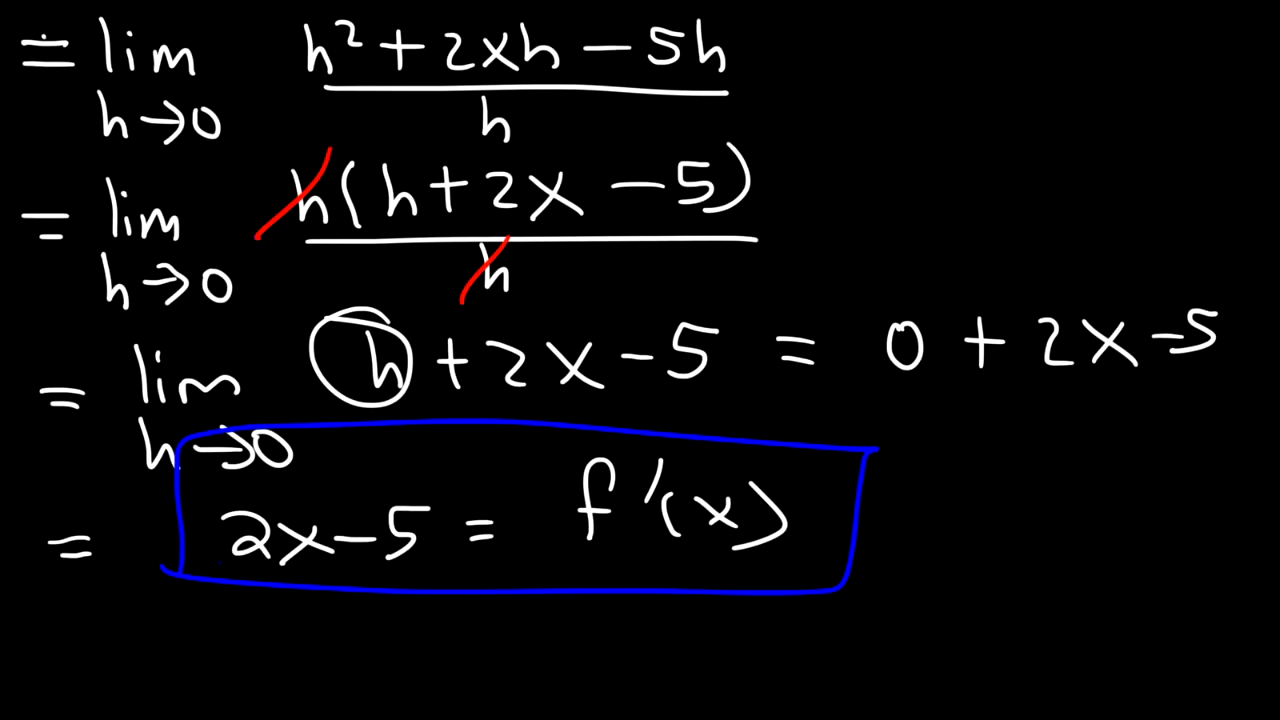 = lim h→0 (h² + 2xh − 5h)/h
= lim h→0 h(h + 2x − 5)/h
= lim h→0 h + 2x − 5 = 0 + 2x − 5
= 2x − 5 = f'(x)